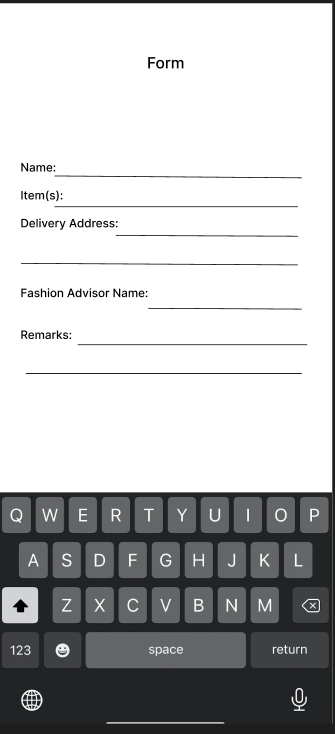 Form
Name:
Item(s):
Delivery Address:
Fashion Advisor Name:
Remarks:
Q W E R T Y U I O P
A S D F G H J K L
Z X C V B N M
123 space return